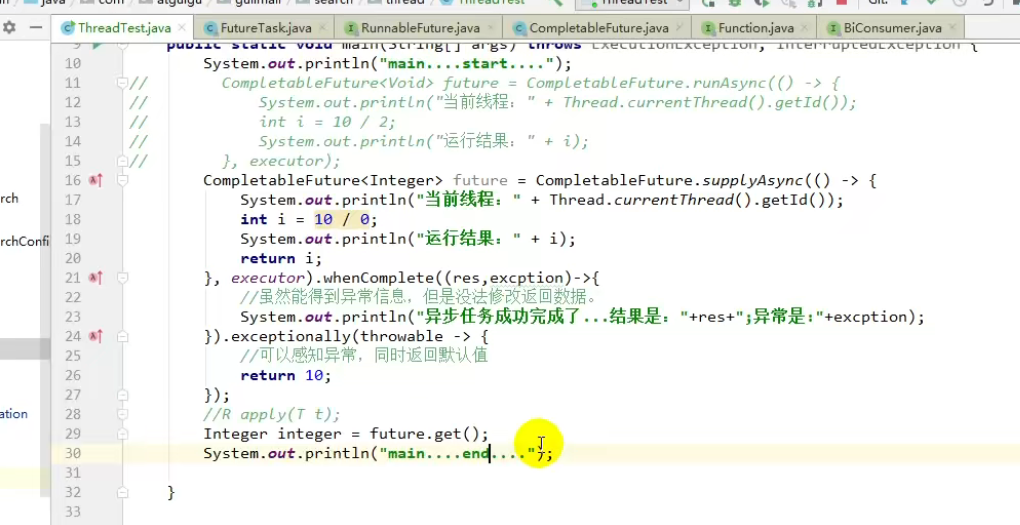 java com atguigu gulimall search thread ThreadTest ThreadTest Git:
ThreadTest.java FutureTask.java RunnableFuture.java CompletableFuture.java Function.java BiConsumer.java
9 public static void main(String[] args) throws ExecutionException, InterruptedException {
10 System.out.println("main....start....");
11 // CompletableFuture<Void> future = CompletableFuture.runAsync(() -> {
12 // System.out.println("当前线程：" + Thread.currentThread().getId());
13 // int i = 10 / 2;
14 // System.out.println("运行结果：" + i);
15 // }, executor);
16 CompletableFuture<Integer> future = CompletableFuture.supplyAsync(() -> {
17 System.out.println("当前线程：" + Thread.currentThread().getId());
18 int i = 10 / 0;
19 System.out.println("运行结果：" + i);
20 return i;
21 }, executor).whenComplete((res,excption)->{
22 //虽然能得到异常信息，但是没法修改返回数据。
23 System.out.println("异步任务成功完成了...结果是："+res+";异常是:"+excption);
24 }).exceptionally(throwable -> {
25 //可以感知异常，同时返回默认值
26 return 10;
27 });
28 //R apply(T t);
29 Integer integer = future.get();
30 System.out.println("main....end....");
31
32 }
33
rch
rchConfi
ation